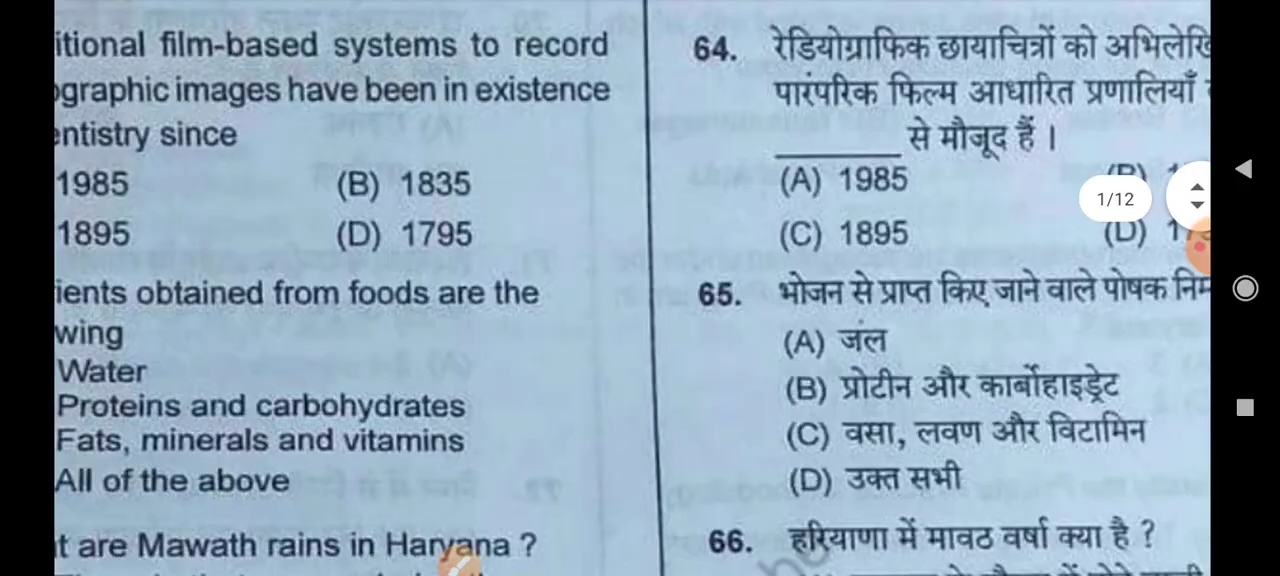 itional film-based systems to record
ographic images have been in existence
entistry since
1985 (B) 1835
1895 (D) 1795
ients obtained from foods are the
wing
Water
Proteins and carbohydrates
Fats, minerals and vitamins
All of the above
t are Mawath rains in Haryana ?
64. रेडियोग्राफिक छायाचित्रों को अभिलेखि
पारंपरिक फिल्म आधारित प्रणालियाँ
से मौजूद हैं ।
(A) 1985
1/12
(C) 1895 (D)
65. भोजन से प्राप्त किए जाने वाले पोषक निम
(A) जल
(B) प्रोटीन और कार्बोहाइड्रेट
(C) वसा, लवण और विटामिन
(D) उक्त सभी
66. हरियाणा में मावठ वर्षा क्या है ?